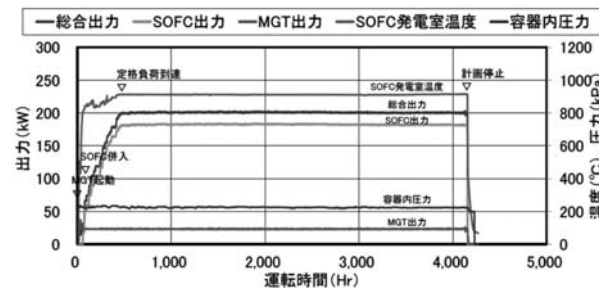 総合出力 SOFC出力 MGT出力 SOFC発電室温度 容器内圧力
300 1200
250 1000
200 800
150 600
100 400
50 200
0 0
出力(kW)
温度(℃) 圧力(kPa)
定格負荷到達
計画停止
SOFC発電室温度
総合出力
SOFC出力
SOFC併入
MGT起動
容器内圧力
MGT出力
0 1,000 2,000 3,000 4,000 5,000
運転時間(Hr)